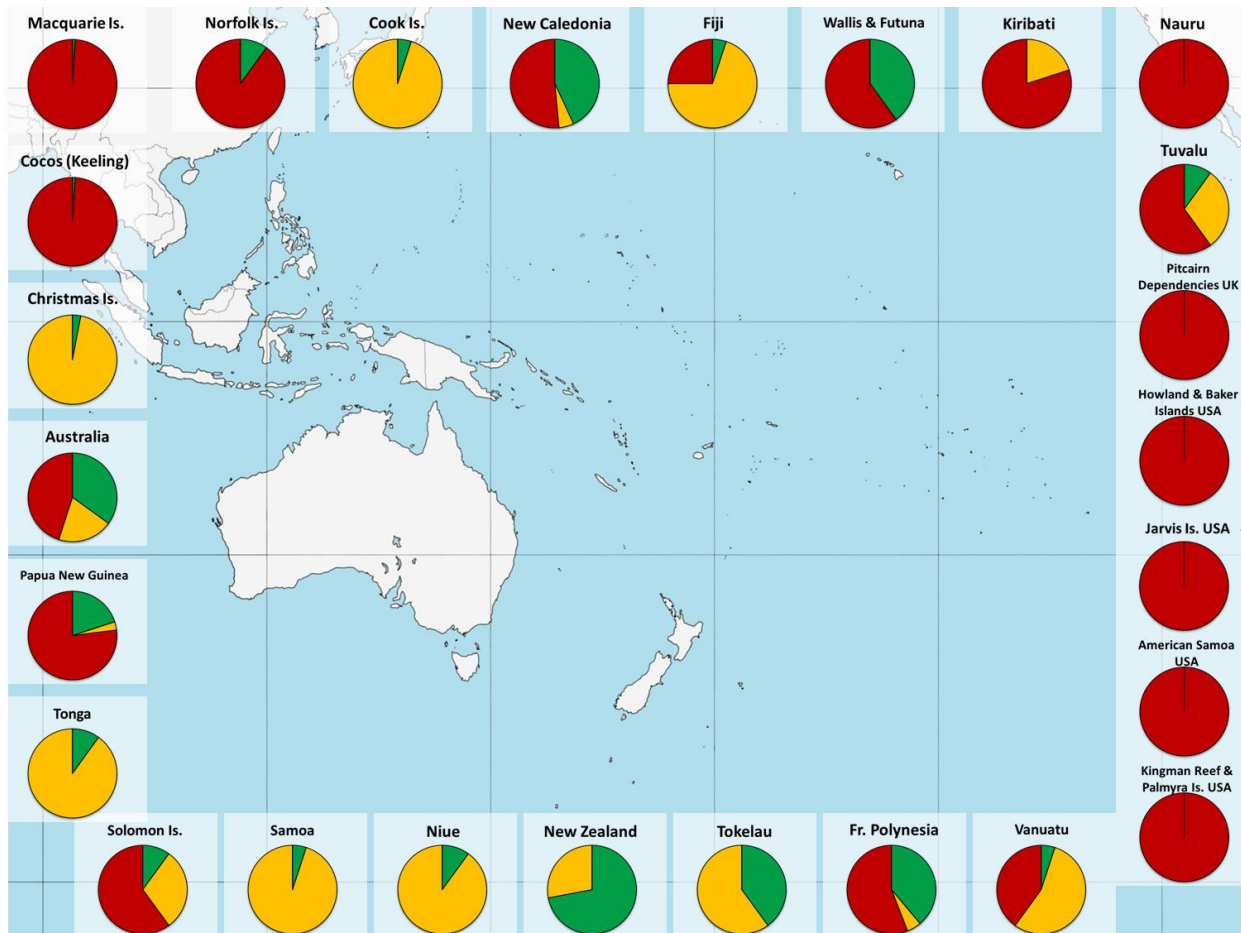 Macquarie Is.
Norfolk Is.
Cook Is.
New Caledonia
Fiji
Wallis & Futuna
Kiribati
Nauru
Cocos (Keeling)
Tuvalu
Christmas Is.
Pitcairn
Dependencies UK
Australia
Howland & Baker
Islands USA
Papua New Guinea
Jarvis Is. USA
American Samoa
USA
Tonga
Kingman Reef &
Palmyra Is. USA
Solomon Is.
Samoa
Niue
New Zealand
Tokelau
Fr. Polynesia
Vanuatu